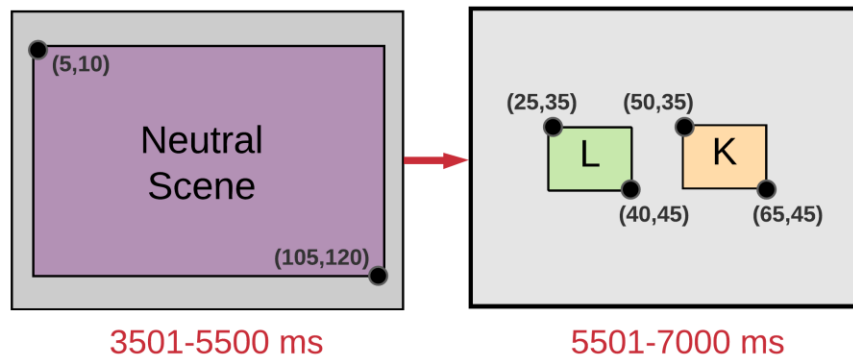 (5,10)
Neutral
Scene
(105,120)
3501-5500 ms
(25,35)
(50,35)
L
K
(40,45)
(65,45)
5501-7000 ms